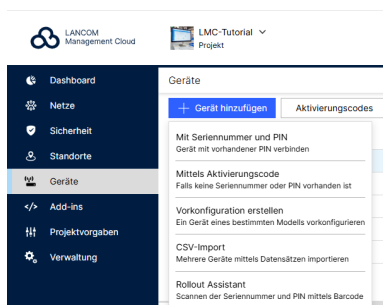 LANCOM
Management Cloud
LMC-Tutorial
Projekt
Dashboard
Netze
Sicherheit
Standorte
Geräte
Add-ins
Projektvorgaben
Verwaltung
Geräte
Gerät hinzufügen
Aktivierungscodes
Mit Seriennummer und PIN
Gerät mit vorhandener PIN verbinden
Mittels Aktivierungscode
Falls keine Seriennummer oder PIN vorhanden ist
Vorkonfiguration erstellen
Ein Gerät eines bestimmten Modells vorkonfigurieren
CSV-Import
Mehrere Geräte mittels Datensätzen importieren
Rollout Assistant
Scannen der Seriennummer und PIN mittels Barcode